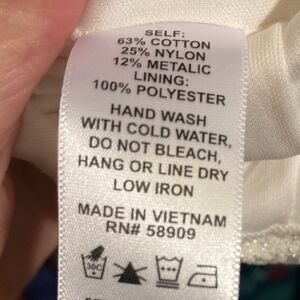 SELF:
63% COTTON
25% NYLON
12% METALIC
LINING:
100% POLYESTER
HAND WASH
WITH COLD WATER,
DO NOT BLEACH,
HANG OR LINE DRY
LOW IRON
MADE IN VIETNAM
RN# 58909
30C